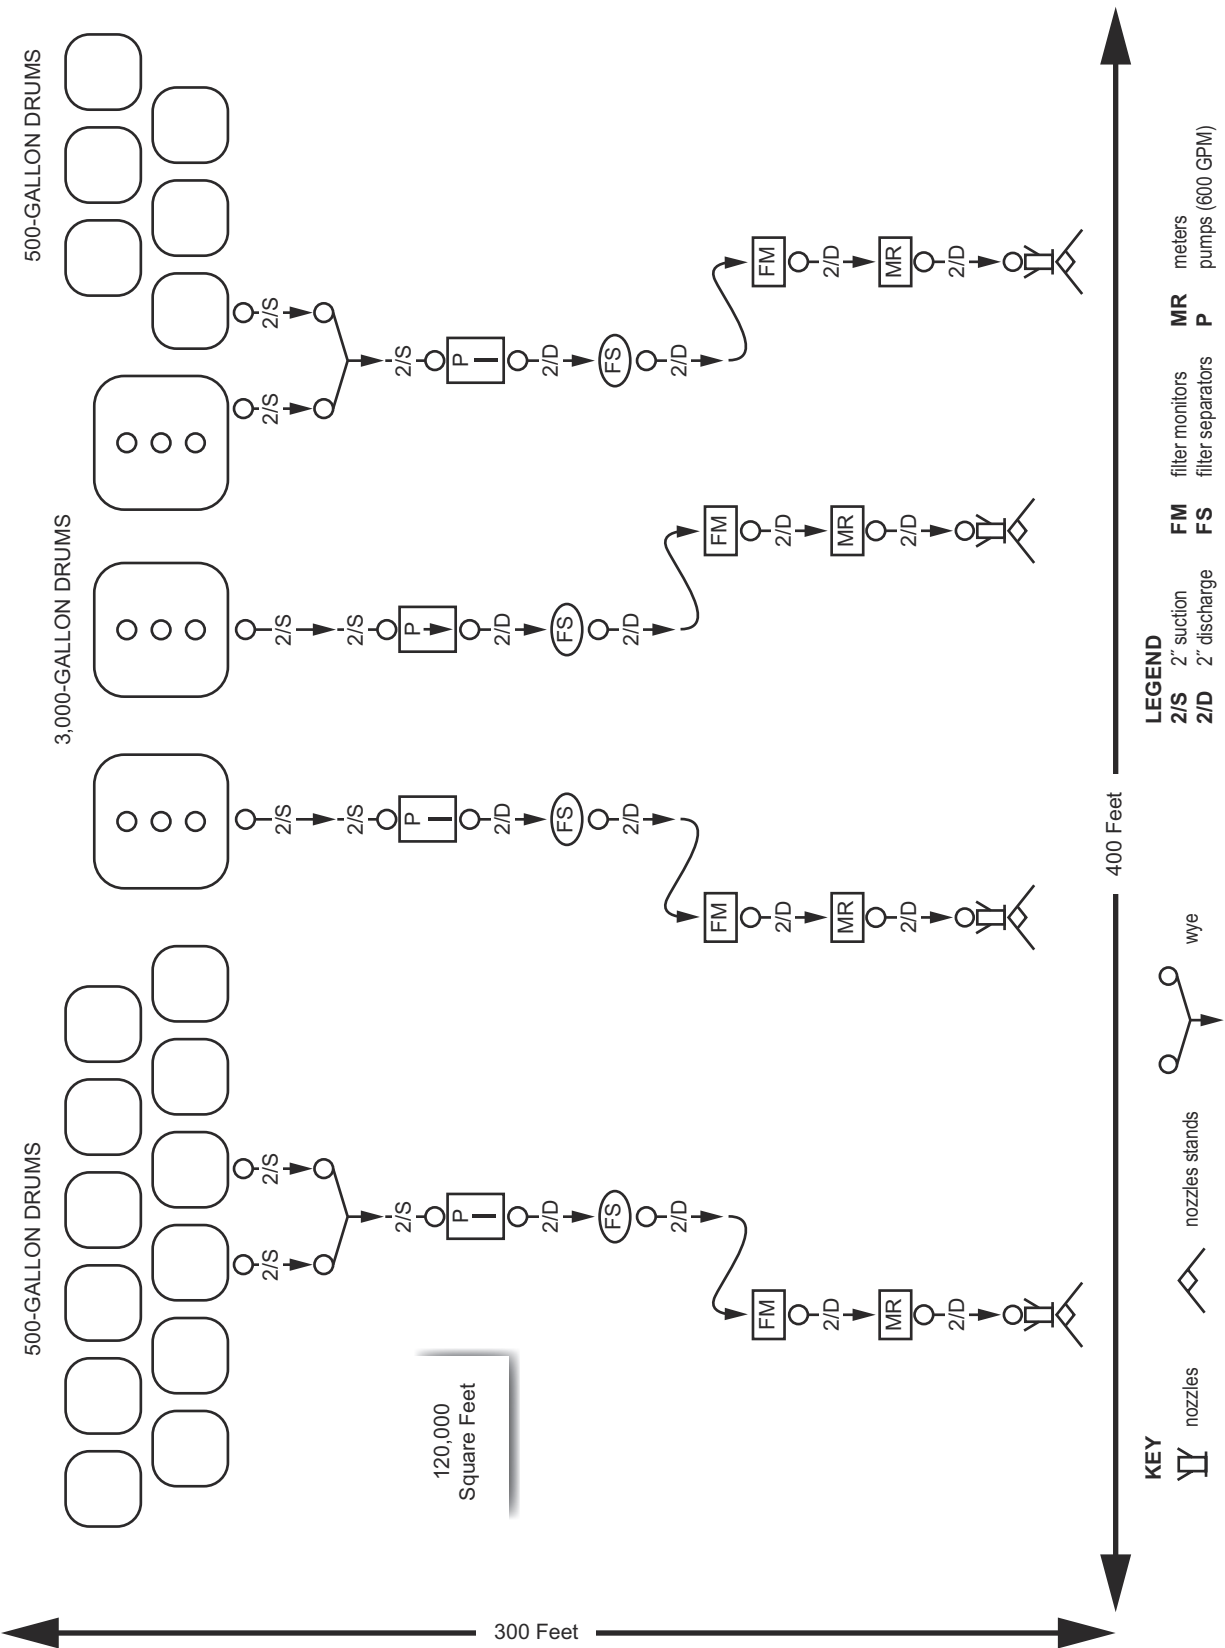 500-GALLON DRUMS
3,000-GALLON DRUMS
500-GALLON DRUMS
2/S
2/S
2/S
P
2/D
FS
2/D
FM
2/D
MR
2/D
2/S
2/S
P
2/D
FS
2/D
FM
2/D
MR
2/D
2/S
2/S
P
2/D
FS
2/D
FM
2/D
MR
2/D
2/S
2/S
2/S
P
2/D
FS
2/D
FM
2/D
MR
2/D
120,000
Square Feet
300 Feet
400 Feet
KEY
nozzles
nozzles stands
wye
LEGEND
2/S 2″ suction
2/D 2″ discharge
FM filter monitors
FS filter separators
MR meters
P pumps (600 GPM)